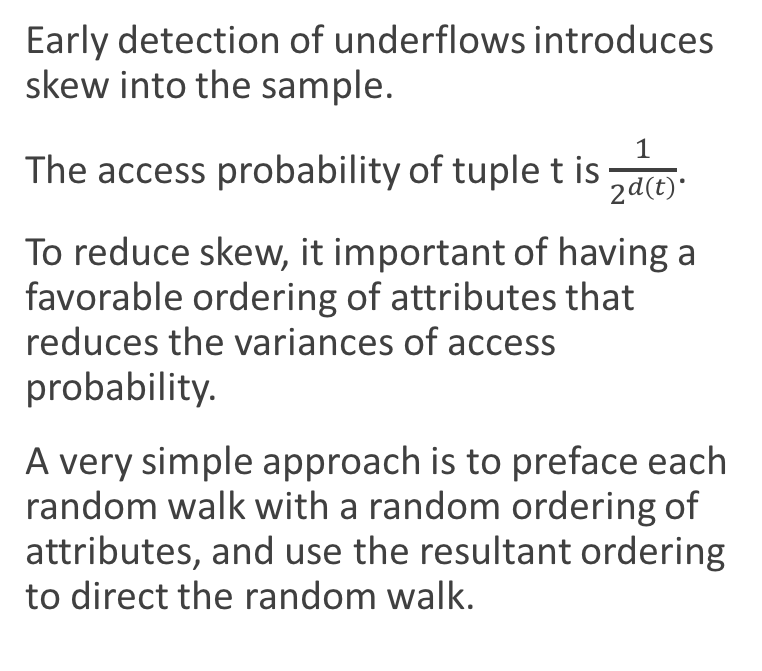 Early detection of underflows introduces
skew into the sample.
The access probability of tuple t is \frac{1}{2^{d(t)}}.
To reduce skew, it important of having a
favorable ordering of attributes that
reduces the variances of access
probability.
A very simple approach is to preface each
random walk with a random ordering of
attributes, and use the resultant ordering
to direct the random walk.